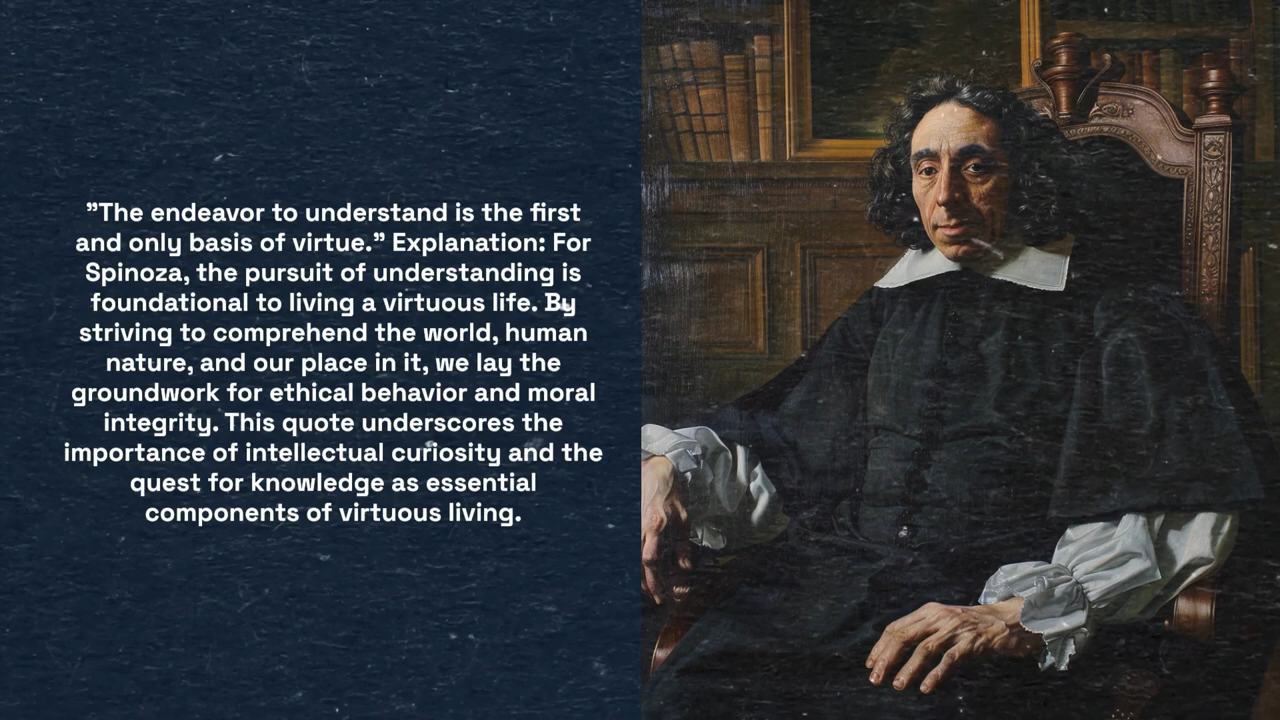 ”The endeavor to understand is the first
and only basis of virtue.” Explanation: For
Spinoza, the pursuit of understanding is
foundational to living a virtuous life. By
striving to comprehend the world, human
nature, and our place in it, we lay the
groundwork for ethical behavior and moral
integrity. This quote underscores the
importance of intellectual curiosity and the
quest for knowledge as essential
components of virtuous living.